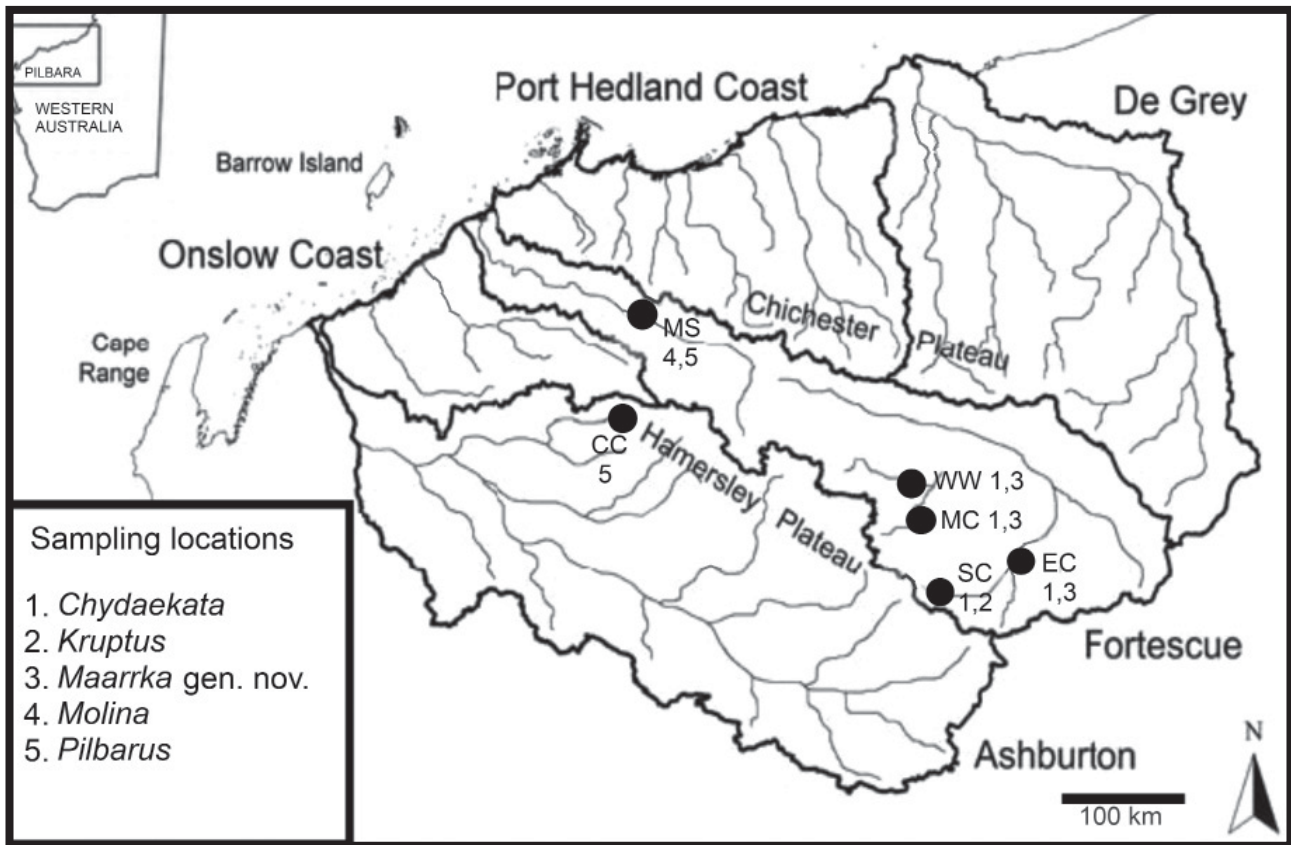 PILBARA
WESTERN
AUSTRALIA
Port Hedland Coast
De Grey
Barrow Island
Onslow Coast
Cape
Range
Chichester
Plateau
MS
4,5
CC
5
Hamersley
Plateau
WW 1,3
MC 1,3
SC
1,2
EC
1,3
Fortescue
Ashburton
N
100 km
Sampling locations
1. Chydaekata
2. Kruptus
3. Maarrka gen. nov.
4. Molina
5. Pilbarus